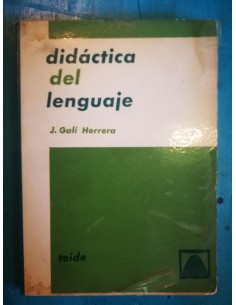 didáctica
del
lenguaje
J. Galí Herrera
teide